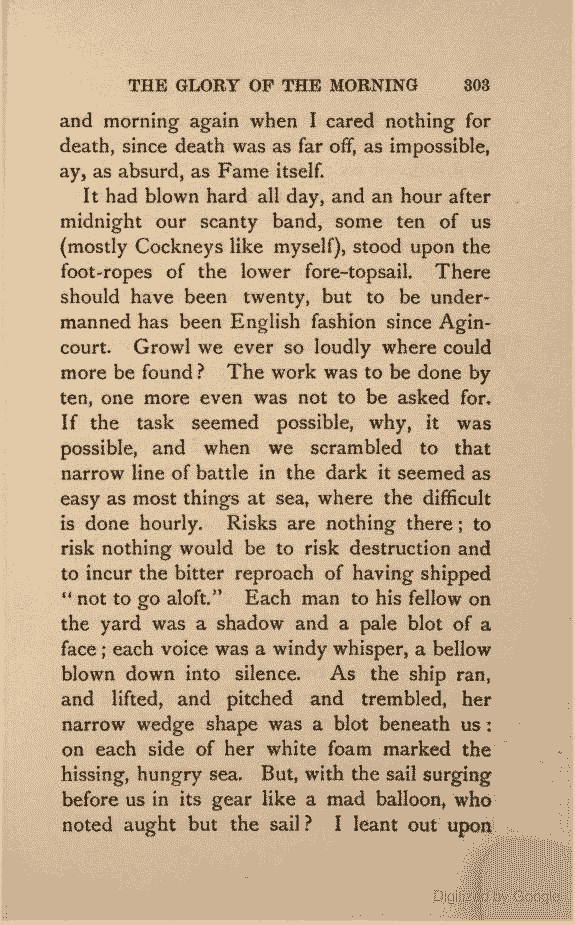 THE GLORY OF THE MORNING 303
and morning again when I cared nothing for
death, since death was as far off, as impossible,
ay, as absurd, as Fame itself.
It had blown hard all day, and an hour after
midnight our scanty band, some ten of us
(mostly Cockneys like myself), stood upon the
foot-ropes of the lower fore-topsail. There
should have been twenty, but to be under-
manned has been English fashion since Agin-
court. Growl we ever so loudly where could
more be found? The work was to be done by
ten, one more even was not to be asked for.
If the task seemed possible, why, it was
possible, and when we scrambled to that
narrow line of battle in the dark it seemed as
easy as most things at sea, where the difficult
is done hourly. Risks are nothing there; to
risk nothing would be to risk destruction and
to incur the bitter reproach of having shipped
"not to go aloft." Each man to his fellow on
the yard was a shadow and a pale blot of a
face; each voice was a windy whisper, a bellow
blown down into silence. As the ship ran,
and lifted, and pitched and trembled, her
narrow wedge shape was a blot beneath us:
on each side of her white foam marked the
hissing, hungry sea. But, with the sail surging
before us in its gear like a mad balloon, who
noted aught but the sail? I leant out upon
Digitized by Google